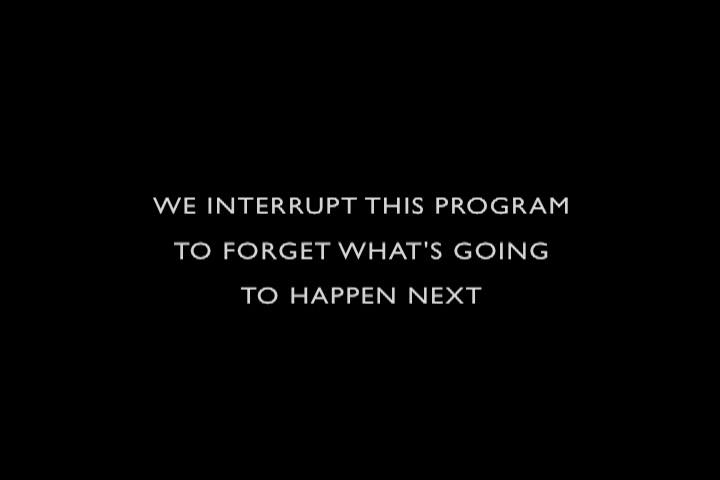 WE INTERRUPT THIS PROGRAM
TO FORGET WHAT'S GOING
TO HAPPEN NEXT